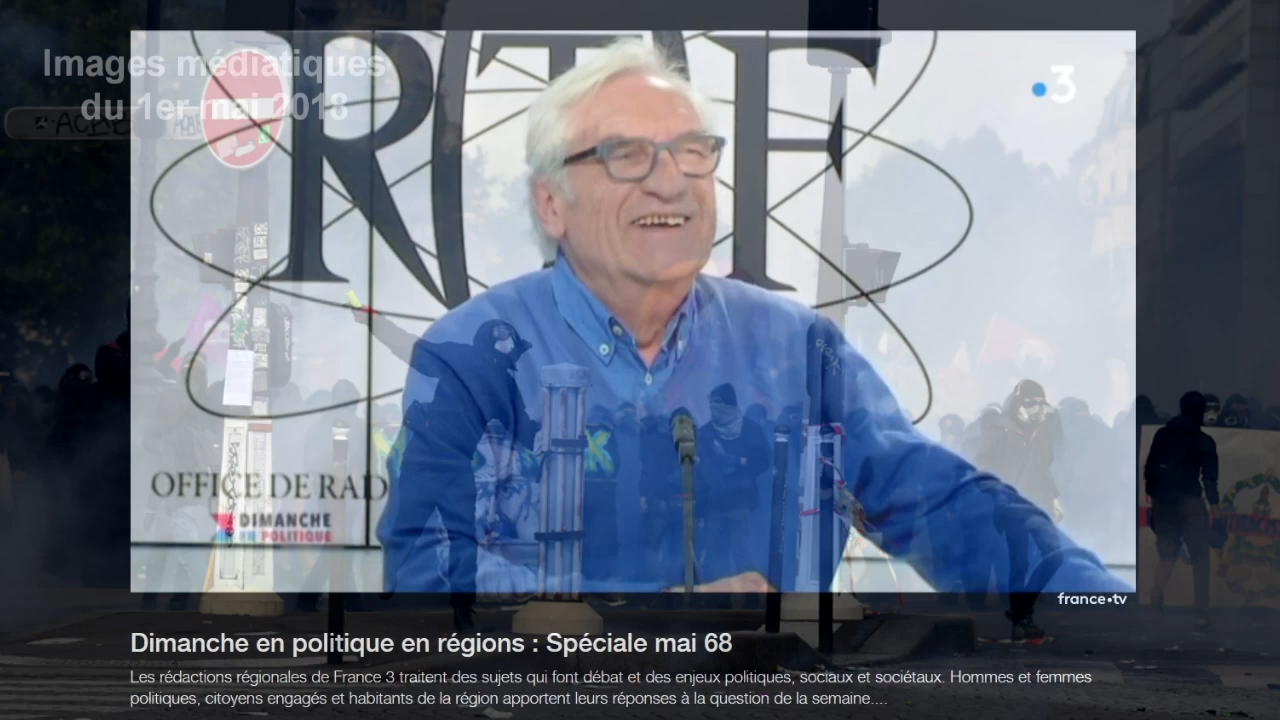 Images médiatiques
du 1er mai 2018
RTF
3
OFFICE DE RAD
DIMANCHE
EN POLITIQUE
france•tv
Dimanche en politique en régions : Spéciale mai 68
Les rédactions régionales de France 3 traitent des sujets qui font débat et des enjeux politiques, sociaux et sociétaux. Hommes et femmes
politiques, citoyens engagés et habitants de la région apportent leurs réponses à la question de la semaine....